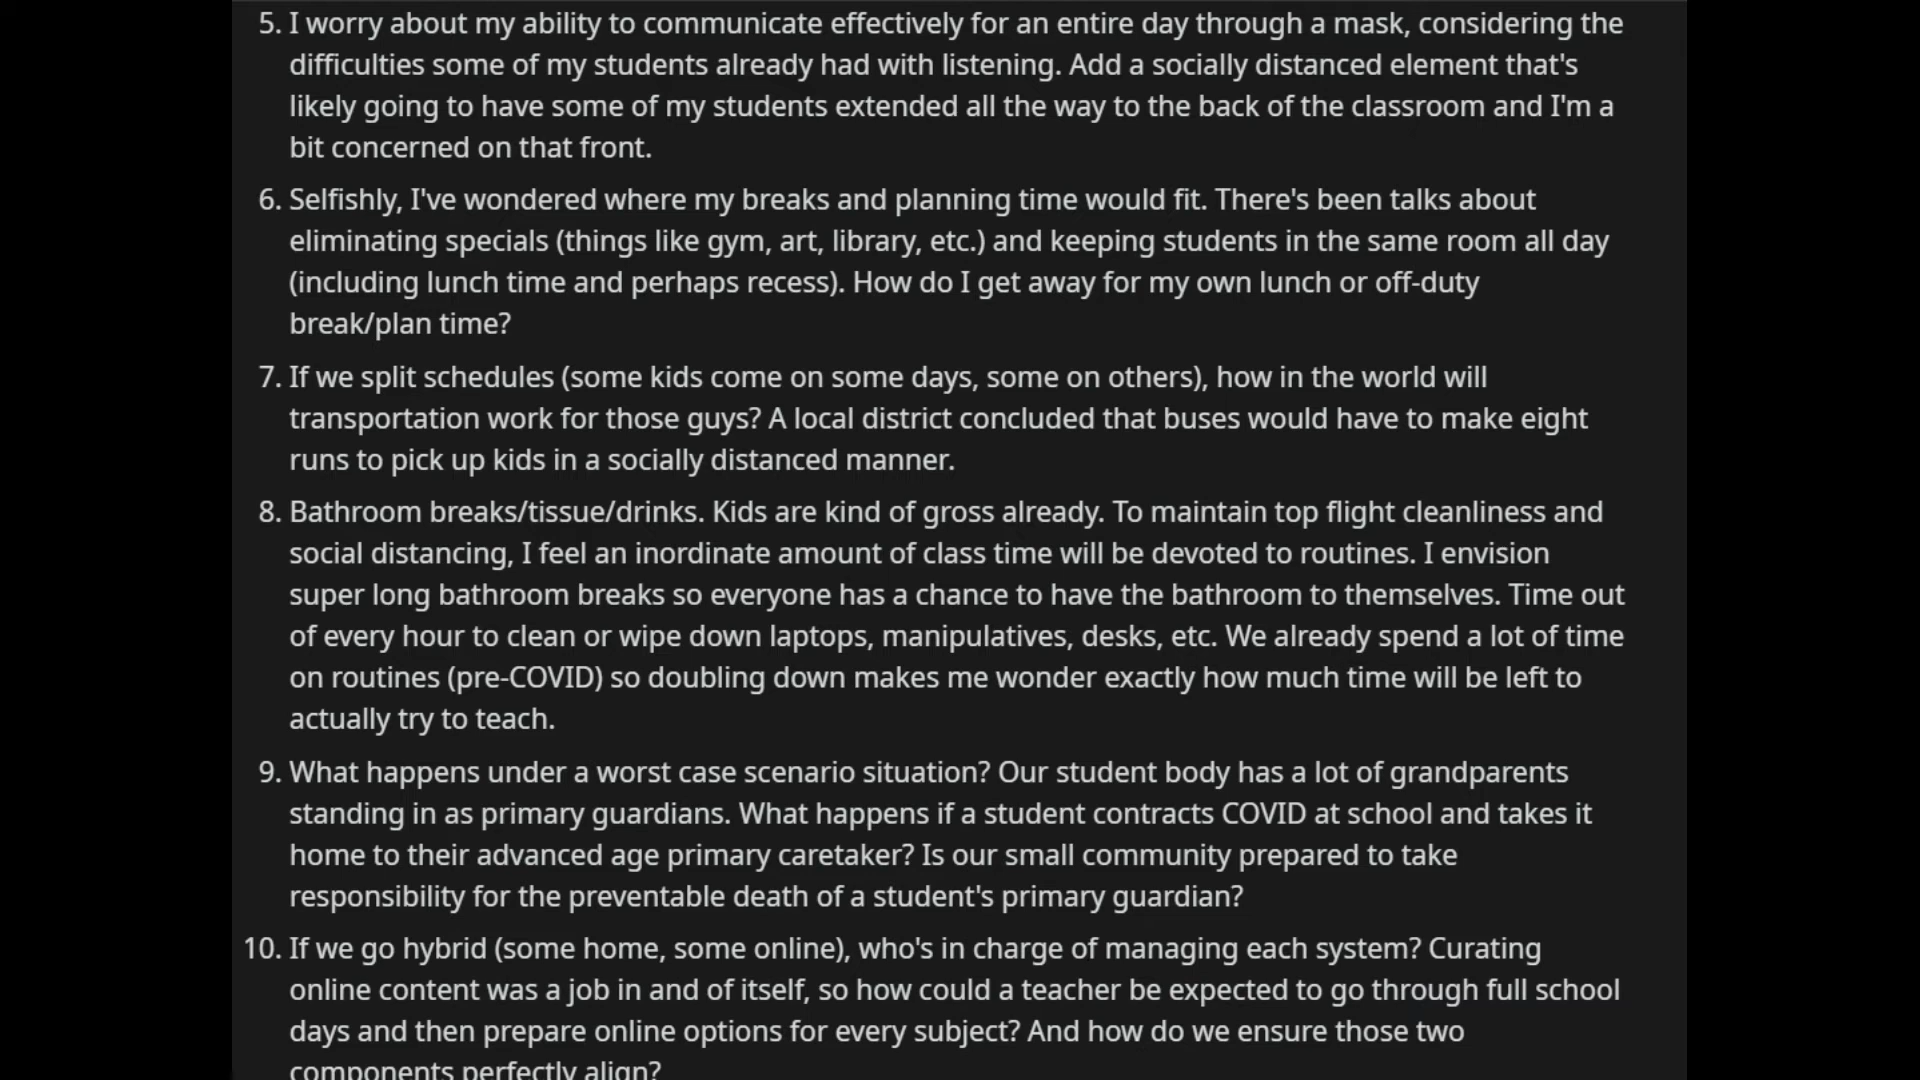 5. I worry about my ability to communicate effectively for an entire day through a mask, considering the
difficulties some of my students already had with listening. Add a socially distanced element that's
likely going to have some of my students extended all the way to the back of the classroom and I'm a
bit concerned on that front.
6. Selfishly, I've wondered where my breaks and planning time would fit. There's been talks about
eliminating specials (things like gym, art, library, etc.) and keeping students in the same room all day
(including lunch time and perhaps recess). How do I get away for my own lunch or off-duty
break/plan time?
7. If we split schedules (some kids come on some days, some on others), how in the world will
transportation work for those guys? A local district concluded that buses would have to make eight
runs to pick up kids in a socially distanced manner.
8. Bathroom breaks/tissue/drinks. Kids are kind of gross already. To maintain top flight cleanliness and
social distancing, I feel an inordinate amount of class time will be devoted to routines. I envision
super long bathroom breaks so everyone has a chance to have the bathroom to themselves. Time out
of every hour to clean or wipe down laptops, manipulatives, desks, etc. We already spend a lot of time
on routines (pre-COVID) so doubling down makes me wonder exactly how much time will be left to
actually try to teach.
9. What happens under a worst case scenario situation? Our student body has a lot of grandparents
standing in as primary guardians. What happens if a student contracts COVID at school and takes it
home to their advanced age primary caretaker? Is our small community prepared to take
responsibility for the preventable death of a student's primary guardian?
10. If we go hybrid (some home, some online), who's in charge of managing each system? Curating
online content was a job in and of itself, so how could a teacher be expected to go through full school
days and then prepare online options for every subject? And how do we ensure those two
components perfectly align?